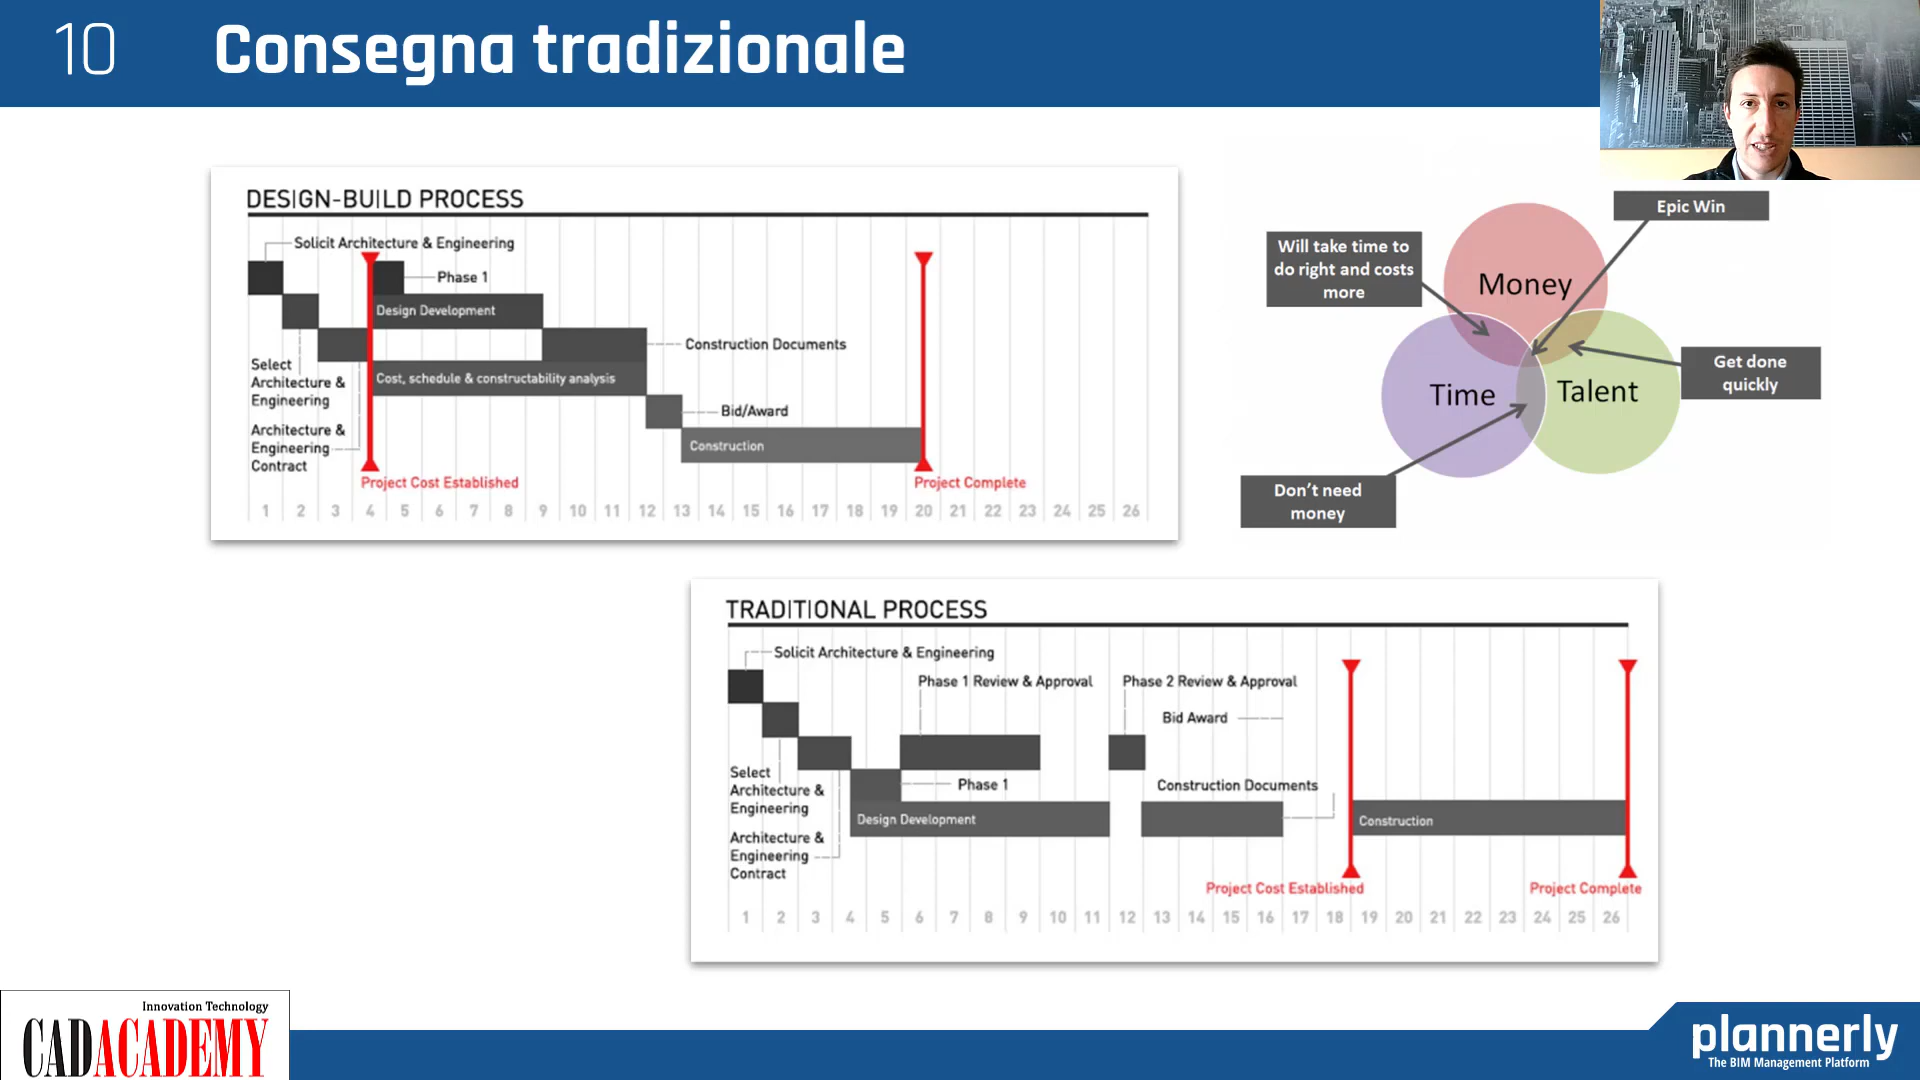 10
Consegna tradizionale
DESIGN-BUILD PROCESS
Solicit Architecture & Engineering
Phase 1
Design Development
Construction Documents
Select
Architecture &
Engineering
Cost, schedule & constructability analysis
Bid/Award
Architecture &
Engineering
Contract
Construction
Project Cost Established
Project Complete
1 2 3 4 5 6 7 8 9 10 11 12 13 14 15 16 17 18 19 20 21 22 23 24 25 26
Epic Win
Will take time to
do right and costs
more
Money
Get done
quickly
Time
Talent
Don't need
money
TRADITIONAL PROCESS
Solicit Architecture & Engineering
Phase 1 Review & Approval
Phase 2 Review & Approval
Bid Award
Select
Architecture &
Engineering
Phase 1
Construction Documents
Design Development
Construction
Architecture &
Engineering
Contract
Project Cost Established
Project Complete
1 2 3 4 5 6 7 8 9 10 11 12 13 14 15 16 17 18 19 20 21 22 23 24 25 26
Innovation Technology
CADACADEMY
plannerly
The BIM Management Platform